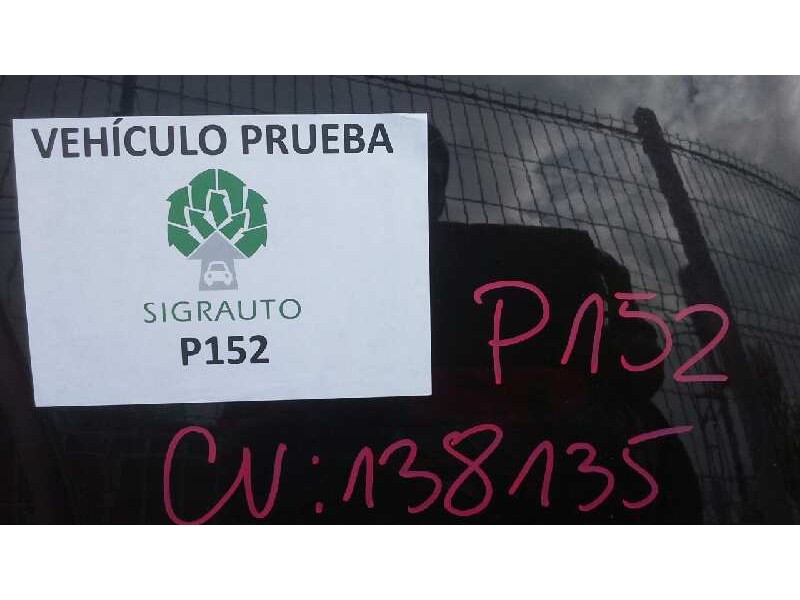 VEHÍCULO PRUEBA
SIGRAUTO
P152
P152
CV:138135